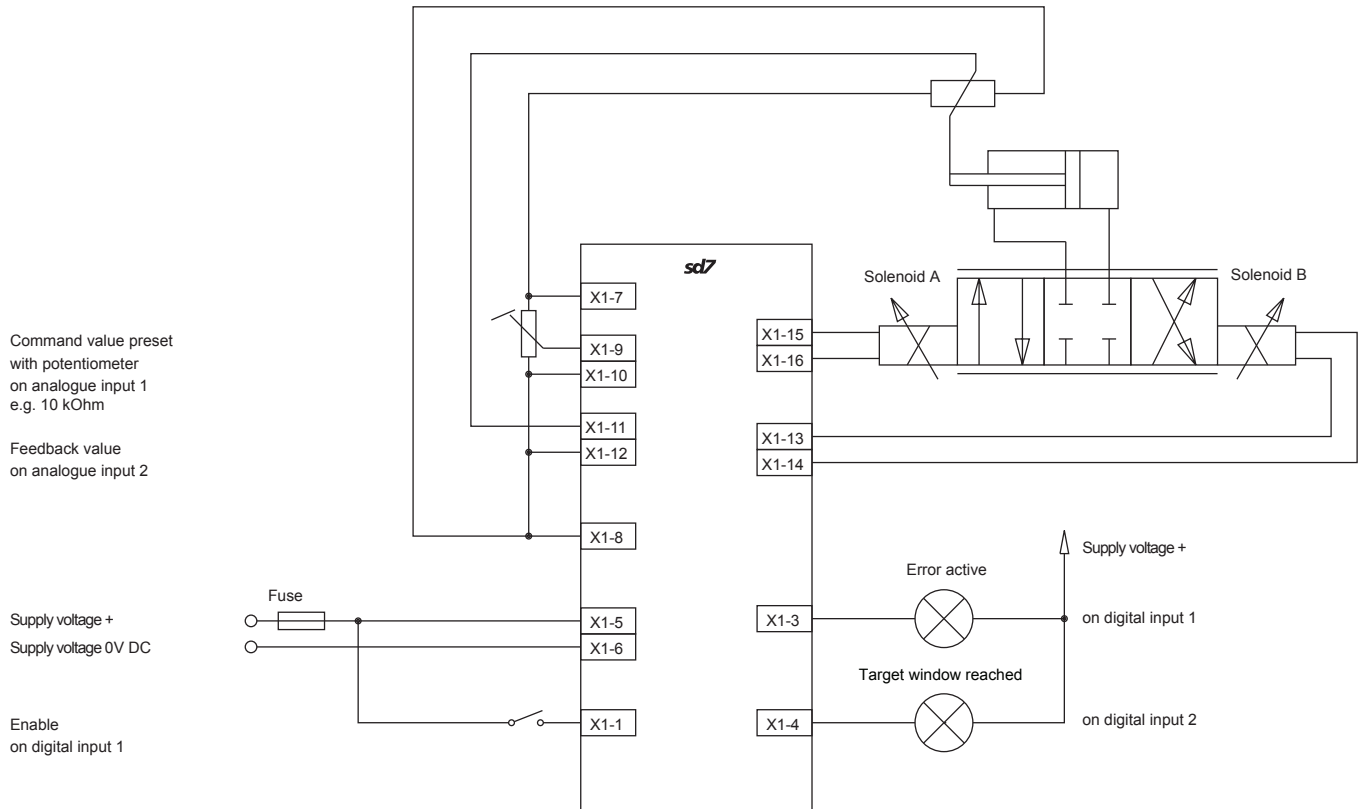 sd7
Solenoid A
Solenoid B
X1-7
Command value preset
with potentiometer
on analogue input 1
e.g. 10 kOhm
X1-9
X1-10
X1-15
X1-16
Feedback value
on analogue input 2
X1-11
X1-12
X1-13
X1-14
X1-8
Supply voltage +
Error active
Fuse
Supply voltage +
Supply voltage 0V DC
X1-5
X1-6
X1-3
on digital input 1
Target window reached
Enable
on digital input 1
X1-1
X1-4
on digital input 2